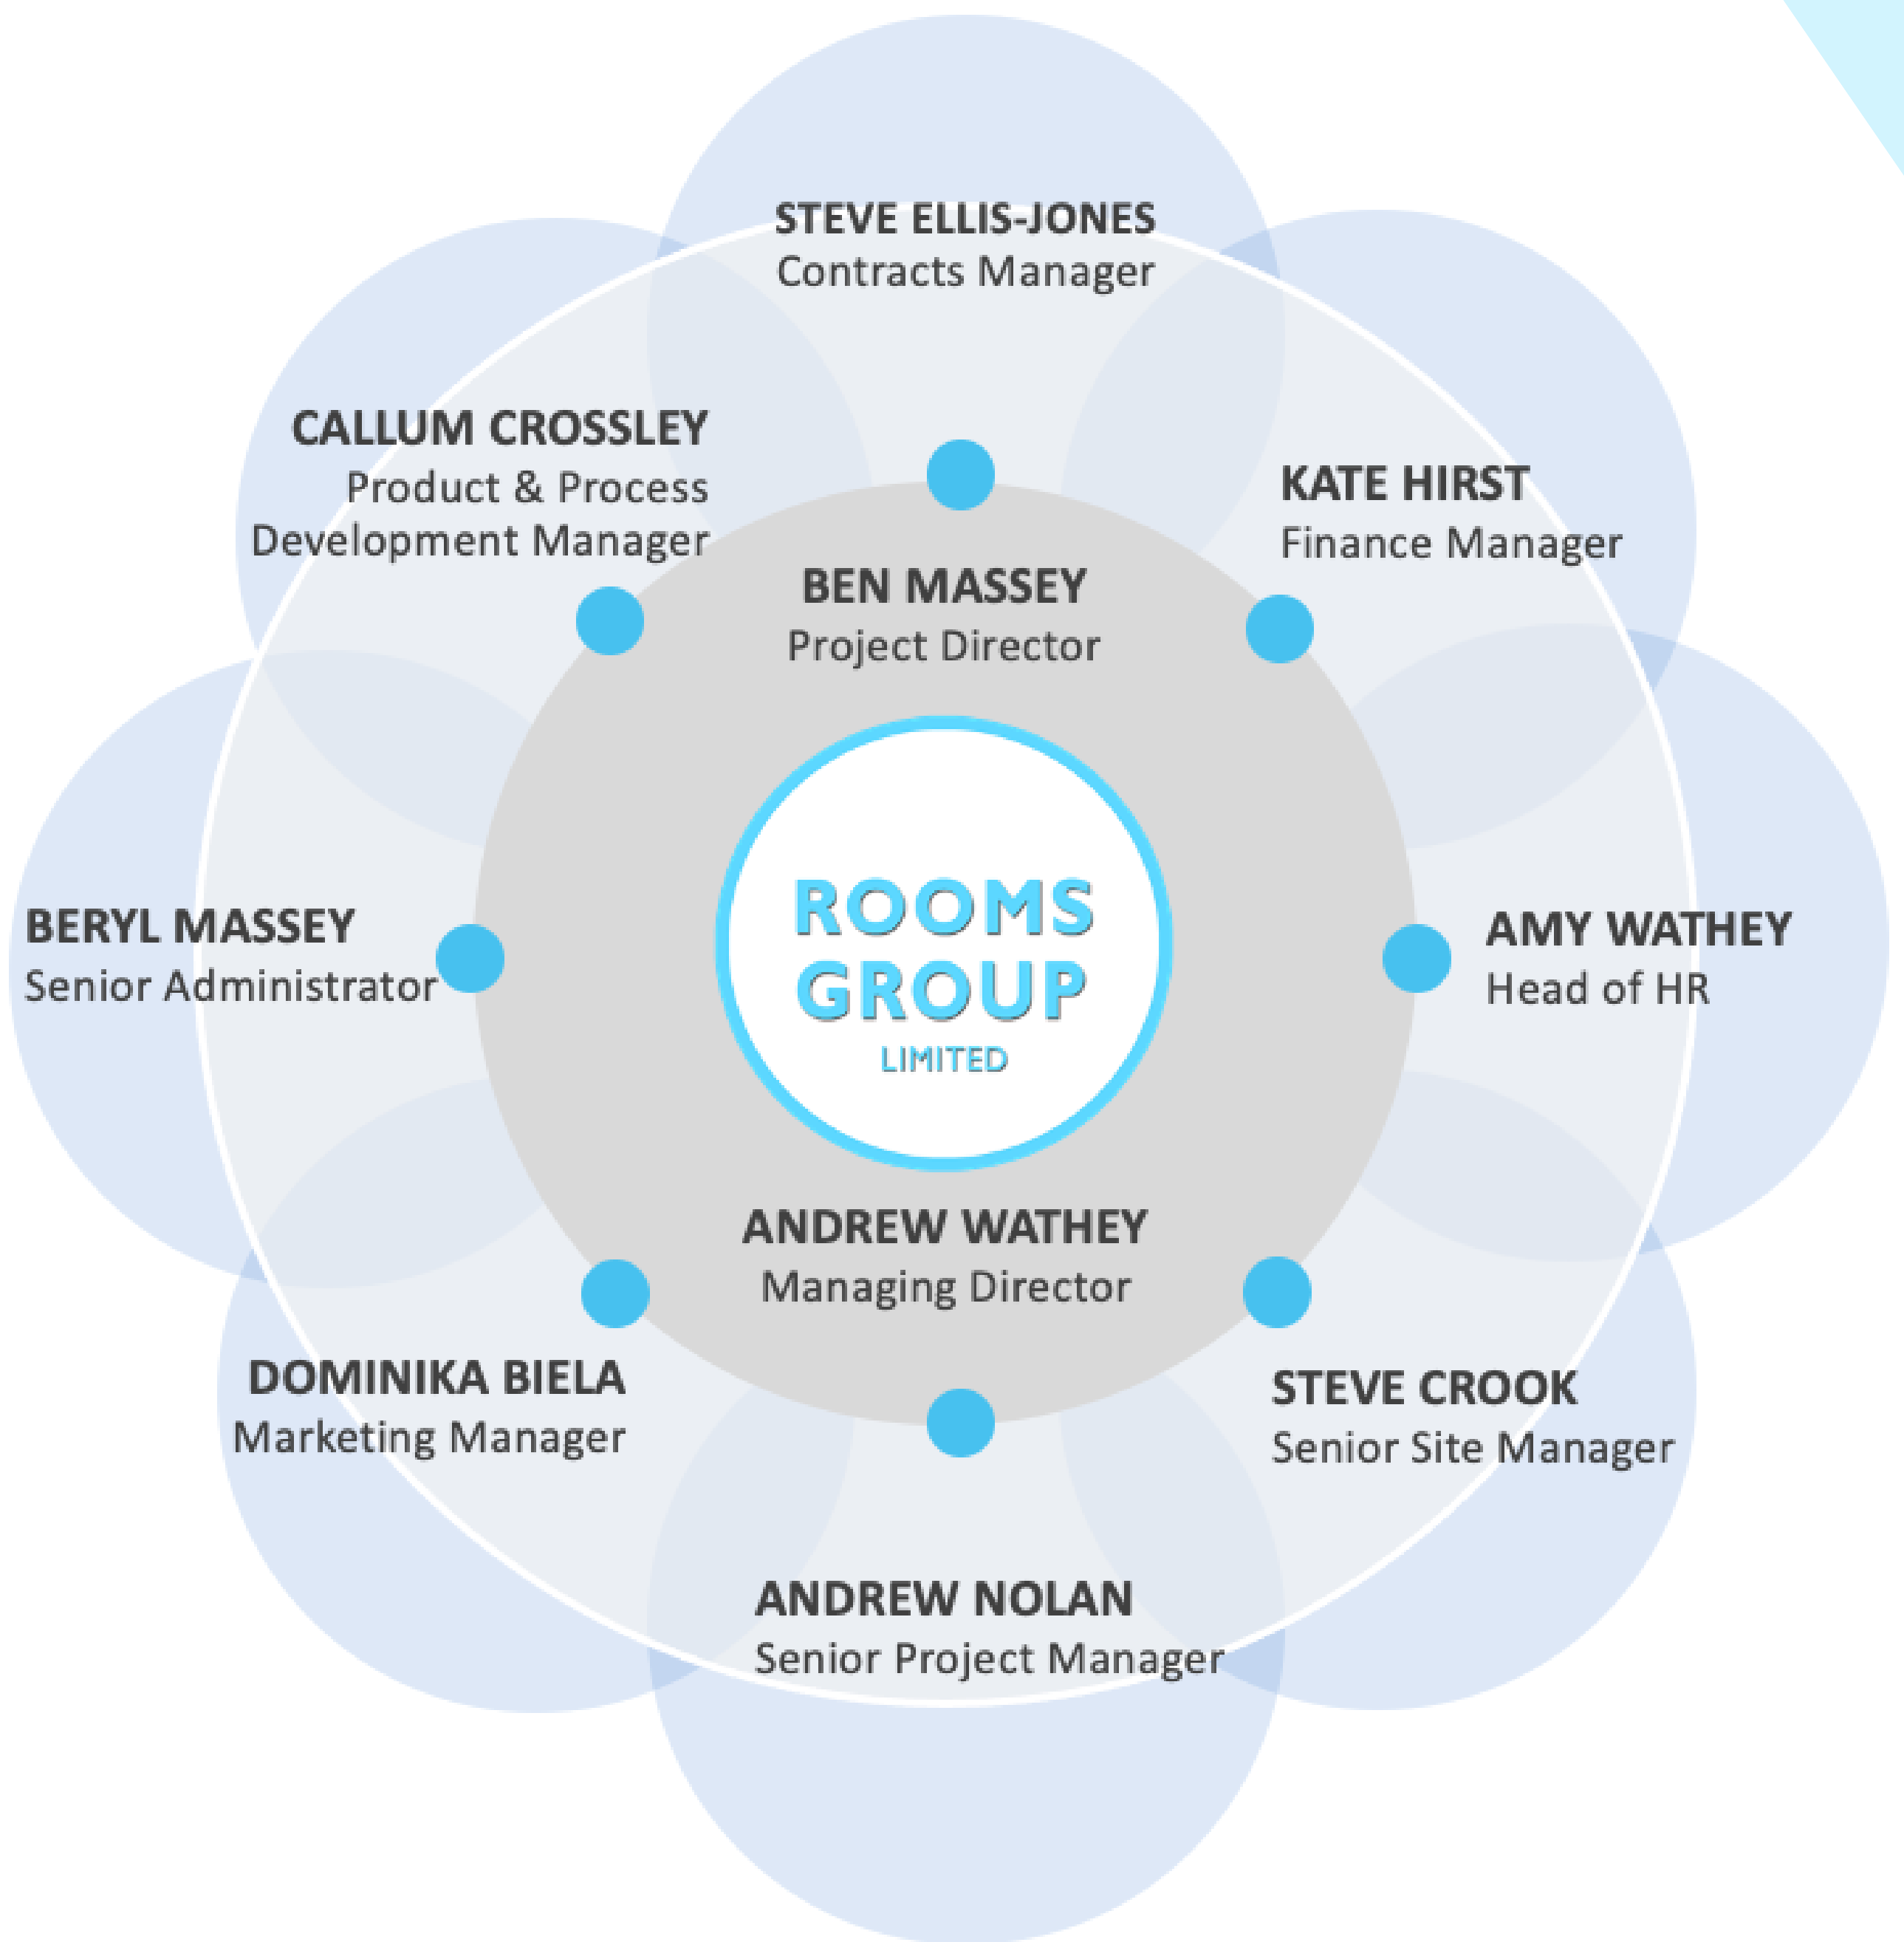 STEVE ELLIS-JONES
Contracts Manager
CALLUM CROSSLEY
Product & Process
Development Manager
KATE HIRST
Finance Manager
BEN MASSEY
Project Director
BERYL MASSEY
Senior Administrator
ROOMS
GROUP
LIMITED
AMY WATHEY
Head of HR
ANDREW WATHEY
Managing Director
DOMINIKA BIELA
Marketing Manager
STEVE CROOK
Senior Site Manager
ANDREW NOLAN
Senior Project Manager